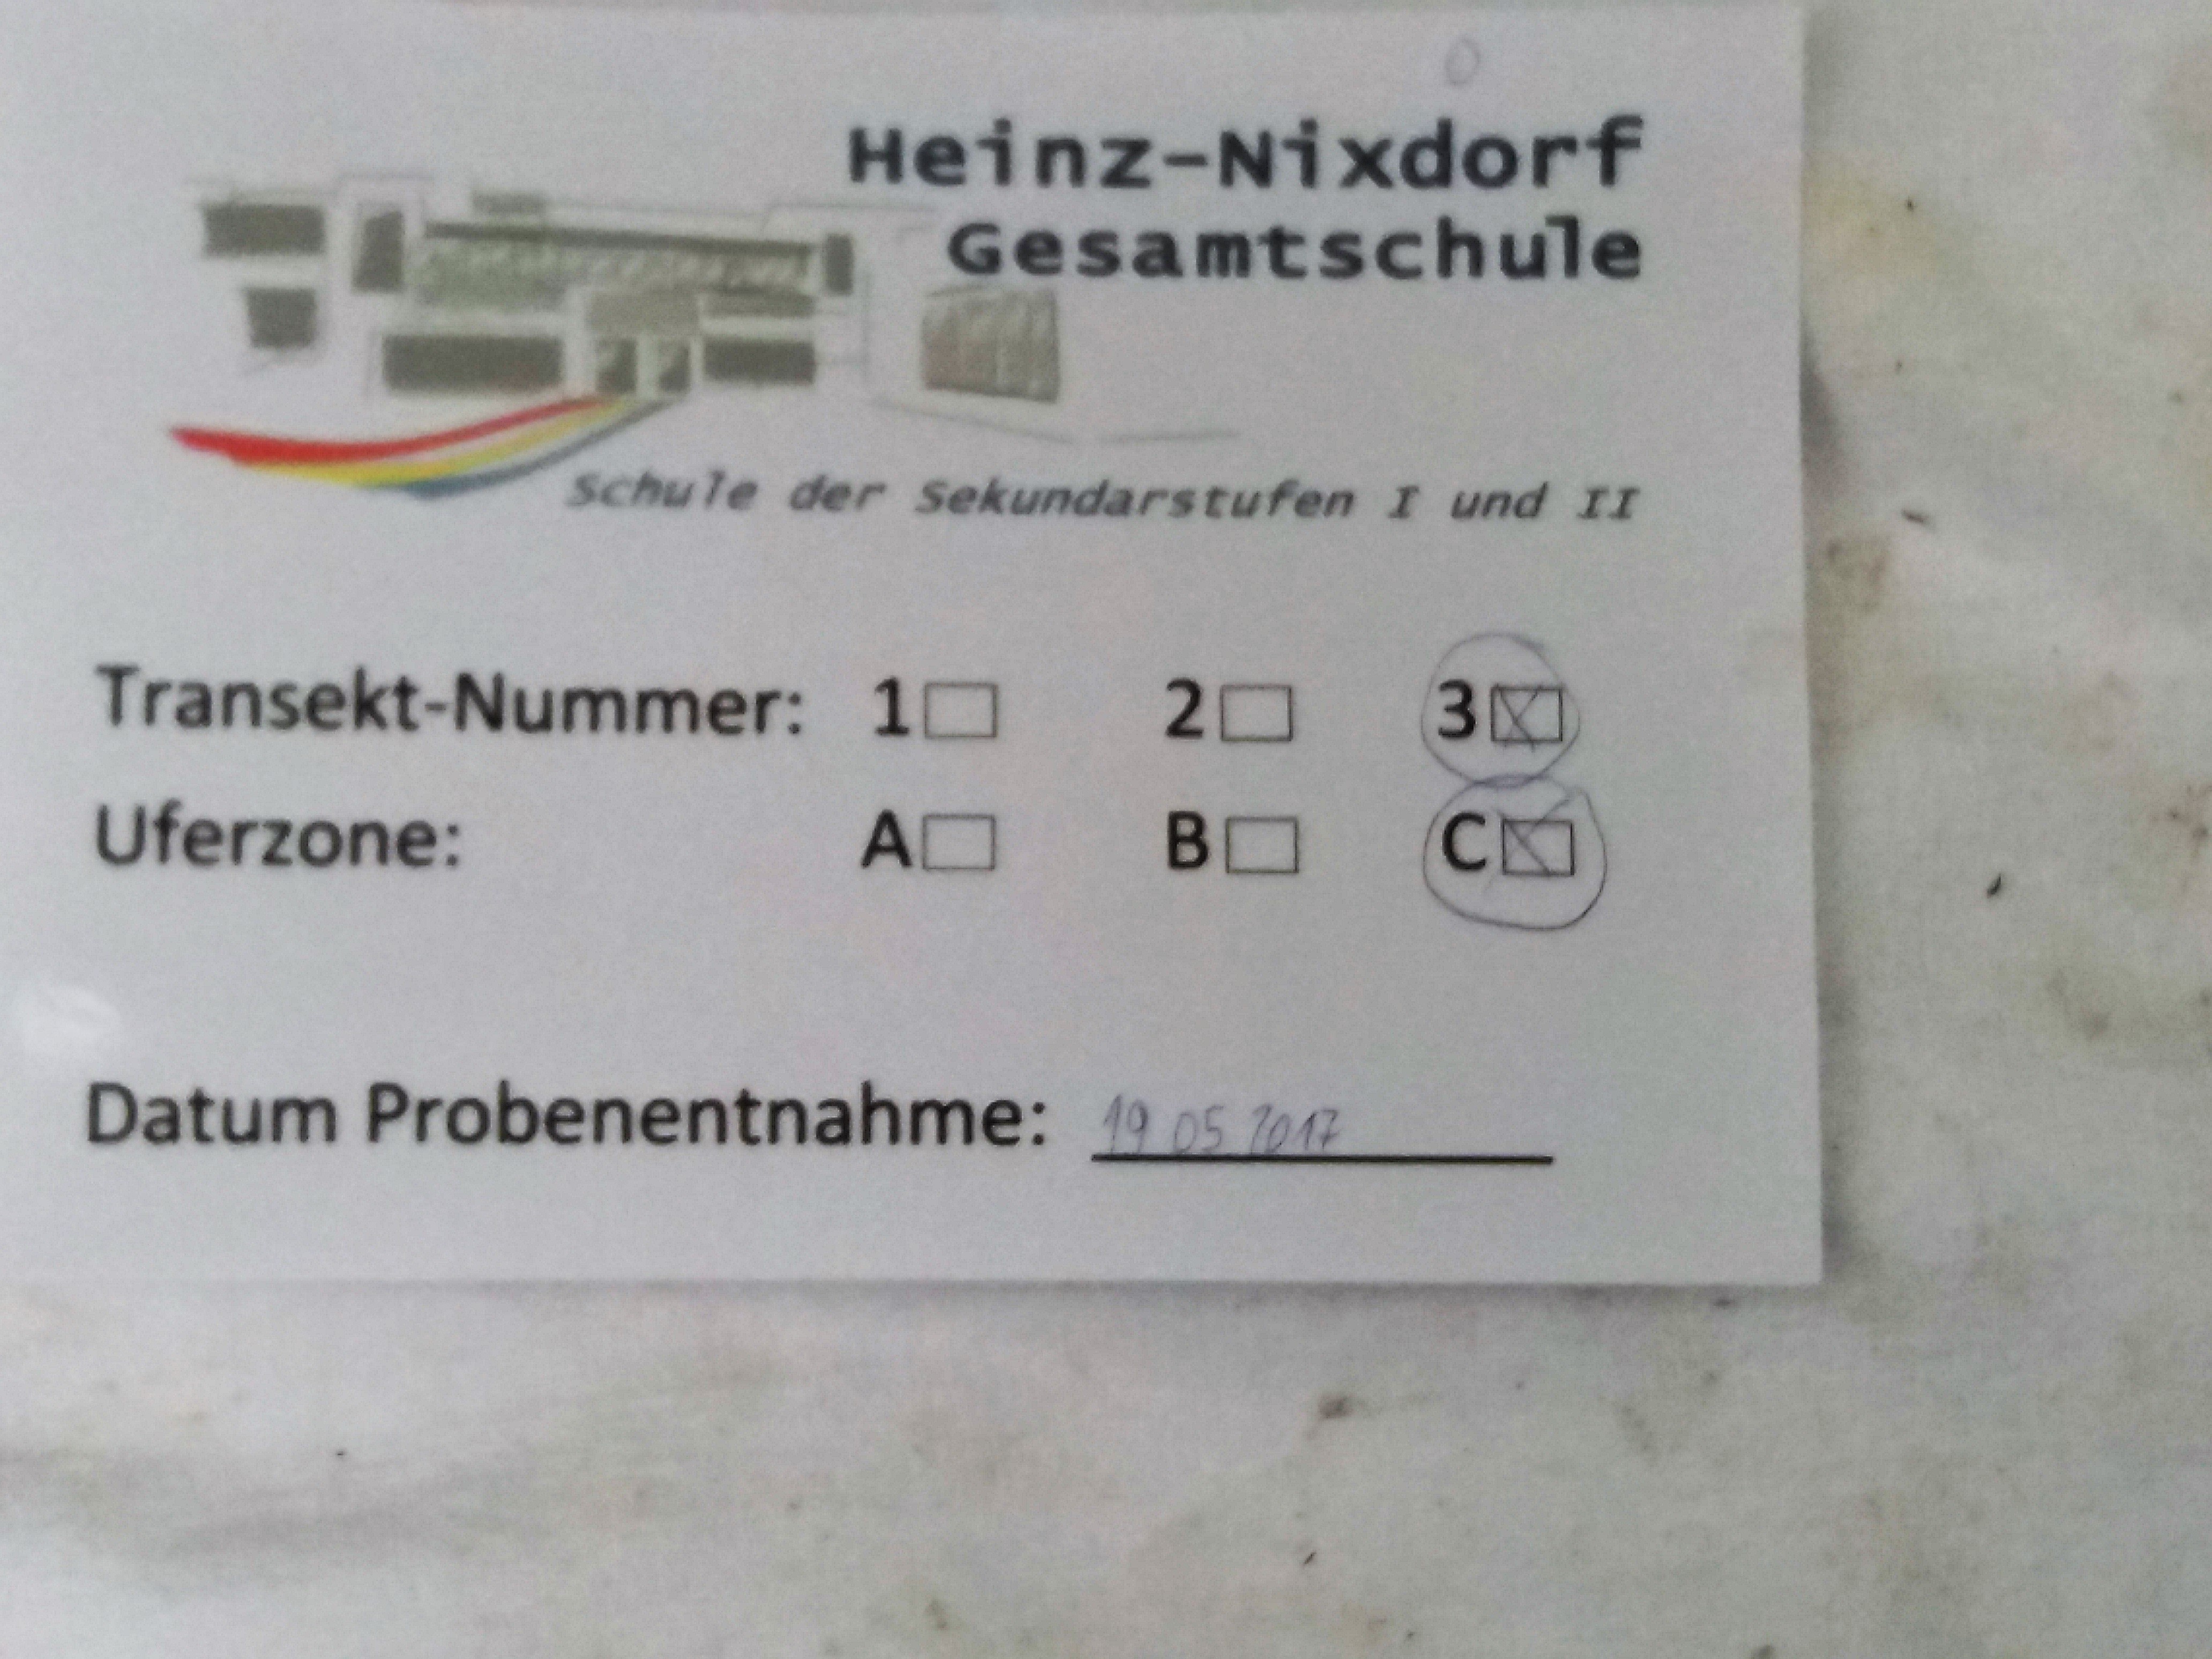 Heinz-Nixdorf
Gesamtschule
Schule der Sekundarstufen I und II
Transekt-Nummer: 1☐ 2☐ 3☒
Uferzone: A☐ B☐ C☒
Datum Probenentnahme: 19 05 2017